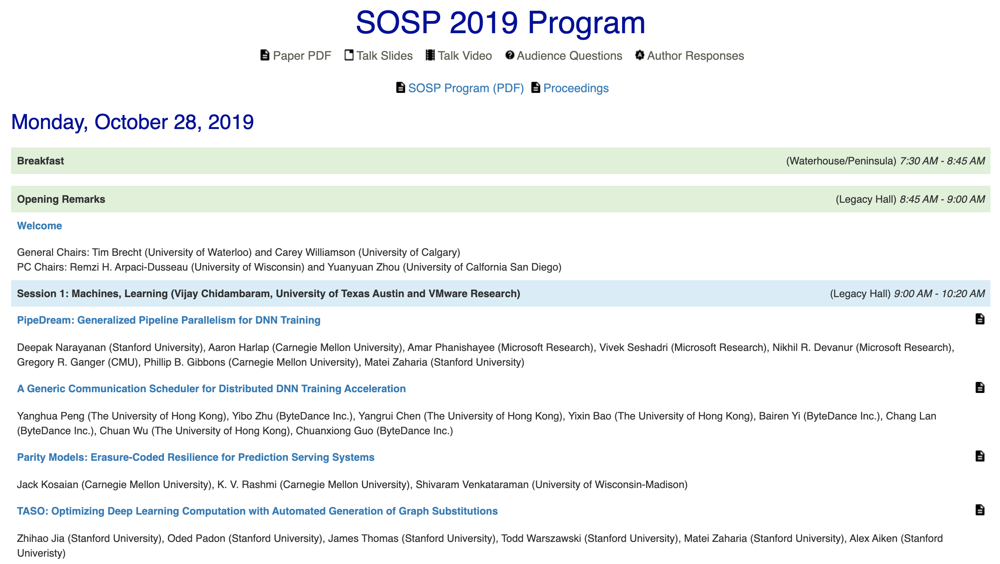 SOSP 2019 Program
Paper PDF Talk Slides Talk Video Audience Questions Author Responses
SOSP Program (PDF) Proceedings
Monday, October 28, 2019
Breakfast (Waterhouse/Peninsula) 7:30 AM - 8:45 AM
Opening Remarks (Legacy Hall) 8:45 AM - 9:00 AM
Welcome
General Chairs: Tim Brecht (University of Waterloo) and Carey Williamson (University of Calgary)
PC Chairs: Remzi H. Arpaci-Dusseau (University of Wisconsin) and Yuanyuan Zhou (University of Calfornia San Diego)
Session 1: Machines, Learning (Vijay Chidambaram, University of Texas Austin and VMware Research) (Legacy Hall) 9:00 AM - 10:20 AM
PipeDream: Generalized Pipeline Parallelism for DNN Training
Deepak Narayanan (Stanford University), Aaron Harlap (Carnegie Mellon University), Amar Phanishayee (Microsoft Research), Vivek Seshadri (Microsoft Research), Nikhil R. Devanur (Microsoft Research),
Gregory R. Ganger (CMU), Phillip B. Gibbons (Carnegie Mellon University), Matei Zaharia (Stanford University)
A Generic Communication Scheduler for Distributed DNN Training Acceleration
Yanghua Peng (The University of Hong Kong), Yibo Zhu (ByteDance Inc.), Yangrui Chen (The University of Hong Kong), Yixin Bao (The University of Hong Kong), Bairen Yi (ByteDance Inc.), Chang Lan
(ByteDance Inc.), Chuan Wu (The University of Hong Kong), Chuanxiong Guo (ByteDance Inc.)
Parity Models: Erasure-Coded Resilience for Prediction Serving Systems
Jack Kosaian (Carnegie Mellon University), K. V. Rashmi (Carnegie Mellon University), Shivaram Venkataraman (University of Wisconsin-Madison)
TASO: Optimizing Deep Learning Computation with Automated Generation of Graph Substitutions
Zhihao Jia (Stanford University), Oded Padon (Stanford University), James Thomas (Stanford University), Todd Warszawski (Stanford University), Matei Zaharia (Stanford University), Alex Aiken (Stanford
Univeristy)